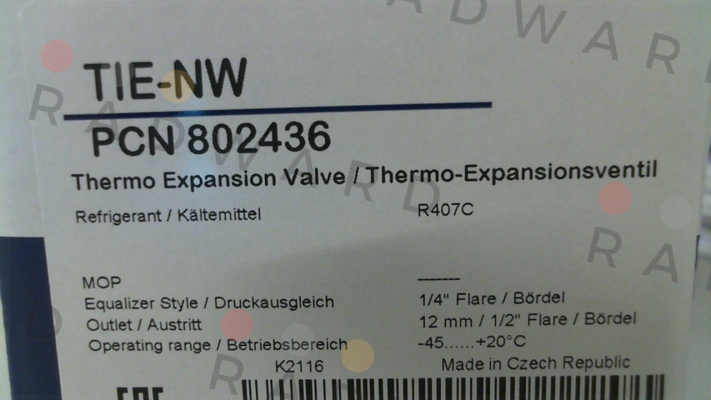 TIE-NW
PCN 802436
Thermo Expansion Valve / Thermo-Expansionsventil
Refrigerant / Kältemittel R407C
MOP -------
Equalizer Style / Druckausgleich 1/4" Flare / Bördel
Outlet / Austritt 12 mm / 1/2" Flare / Bördel
Operating range / Betriebsbereich -45......+20°C
K2116 Made in Czech Republic
EAC
RADWARD